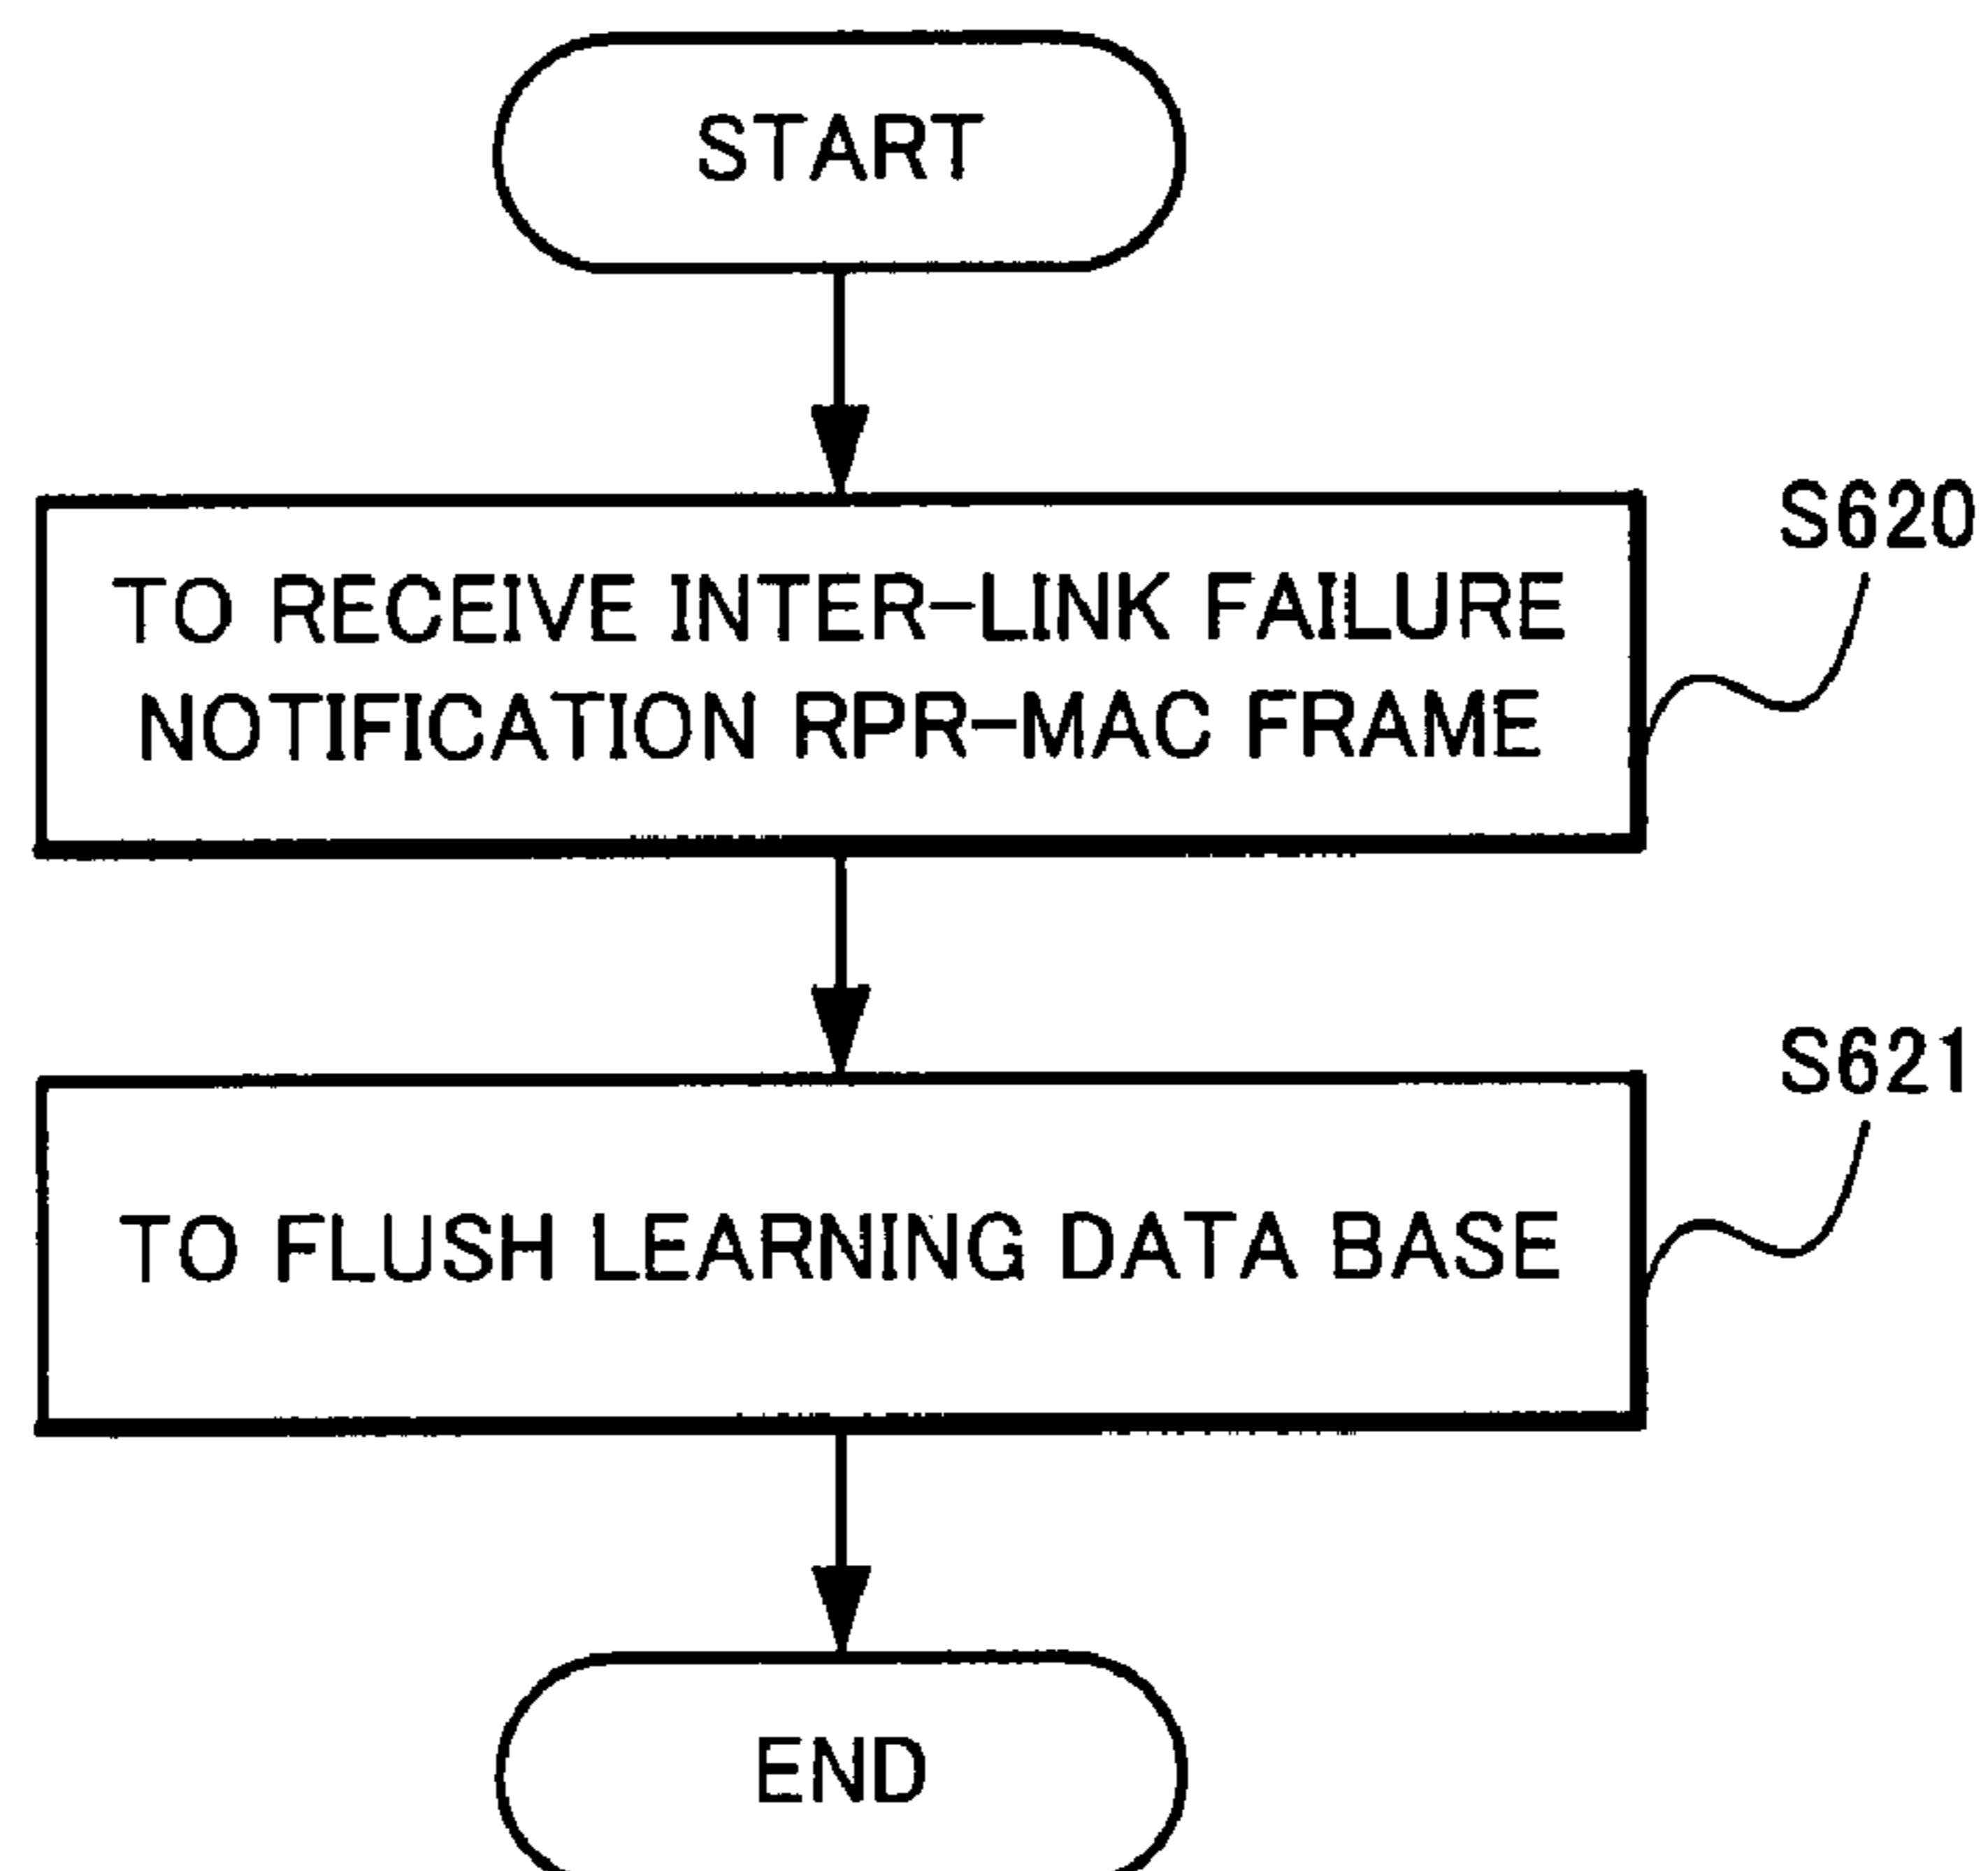 START
S620
TO RECEIVE INTER-LINK FAILURE
NOTIFICATION RPR-MAC FRAME
S621
TO FLUSH LEARNING DATA BASE
END